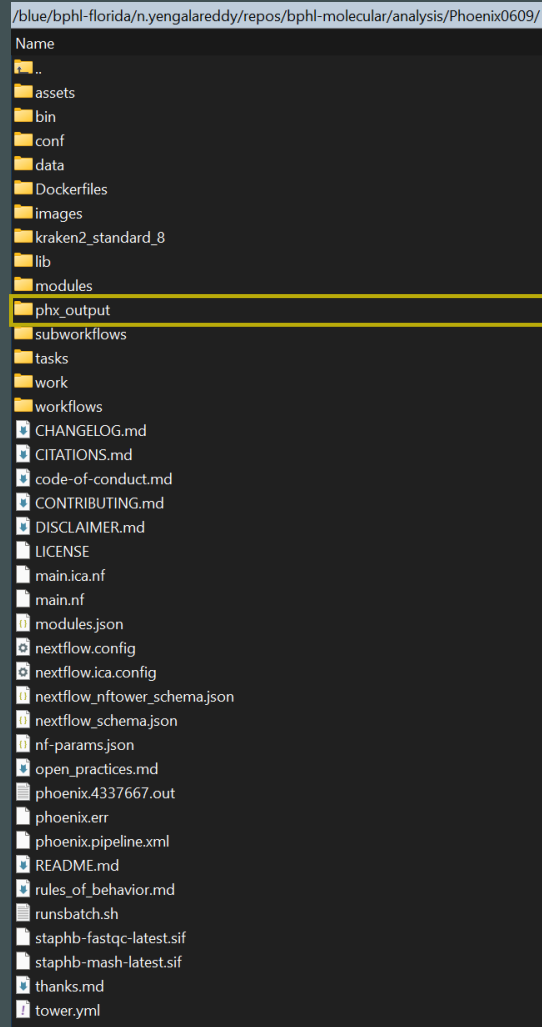 /blue/bphl-florida/n.yengalareddy/repos/bphl-molecular/analysis/Phoenix0609/
Name
..
assets
bin
conf
data
Dockerfiles
images
kraken2_standard_8
lib
modules
phx_output
subworkflows
tasks
work
workflows
CHANGELOG.md
CITATIONS.md
code-of-conduct.md
CONTRIBUTING.md
DISCLAIMER.md
LICENSE
main.ica.nf
main.nf
modules.json
nextflow.config
nextflow.ica.config
nextflow_nftower_schema.json
nextflow_schema.json
nf-params.json
open_practices.md
phoenix.4337667.out
phoenix.err
phoenix.pipeline.xml
README.md
rules_of_behavior.md
runsbatch.sh
staphb-fastqc-latest.sif
staphb-mash-latest.sif
thanks.md
tower.yml